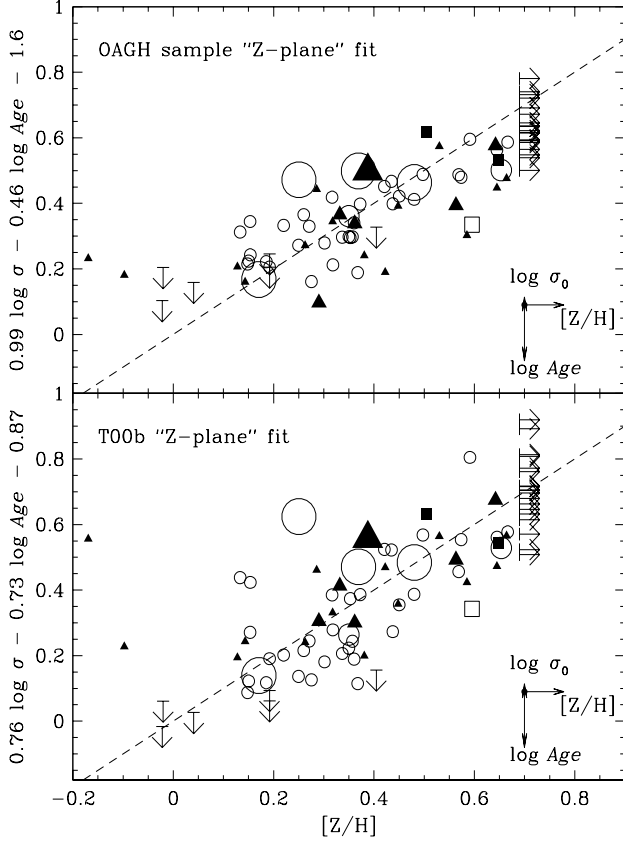 1
OAGH sample "Z-plane" fit
0.8
0.6
0.4
0.2
0
0.99 log σ − 0.46 log Age − 1.6
log σ0
[Z/H]
log Age
1
T00b "Z-plane" fit
0.8
0.6
0.4
0.2
0
0.76 log σ − 0.73 log Age − 0.87
log σ0
[Z/H]
log Age
−0.2 0 0.2 0.4 0.6 0.8
[Z/H]